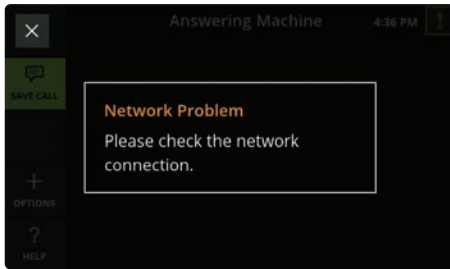 Answering Machine
4:36 PM
!
SAVE CALL
Network Problem
Please check the network
connection.
OPTIONS
?
HELP